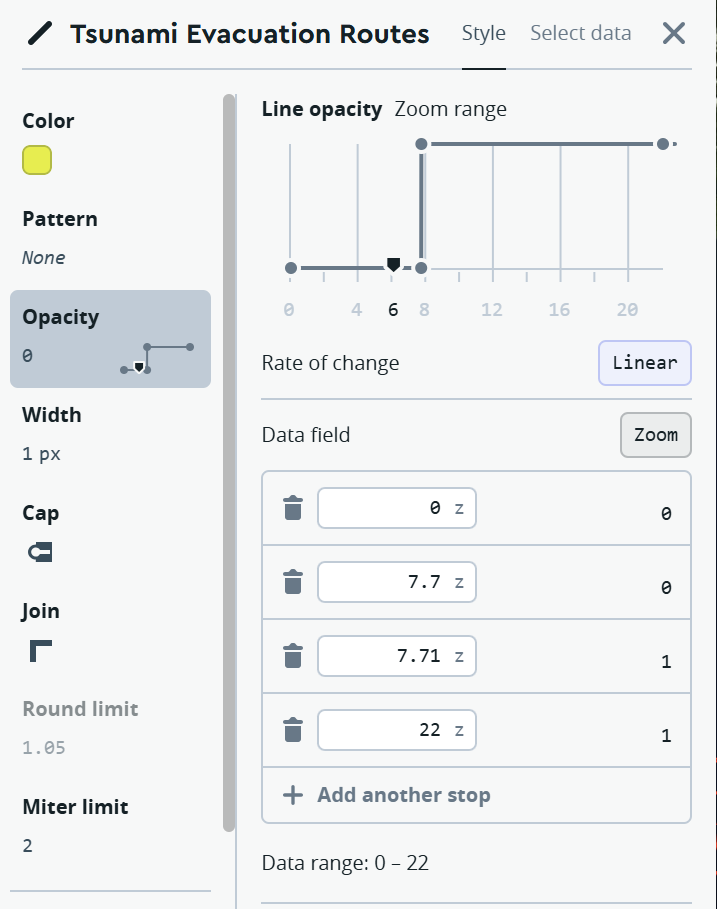 Tsunami Evacuation Routes Style Select data
Color
Pattern
None
Opacity
0
Width
1 px
Cap
Join
Round limit
1.05
Miter limit
2
Line opacity Zoom range
0 4 6 8 12 16 20
Rate of change Linear
Data field Zoom
0 z 0
7.7 z 0
7.71 z 1
22 z 1
Add another stop
Data range: 0 – 22